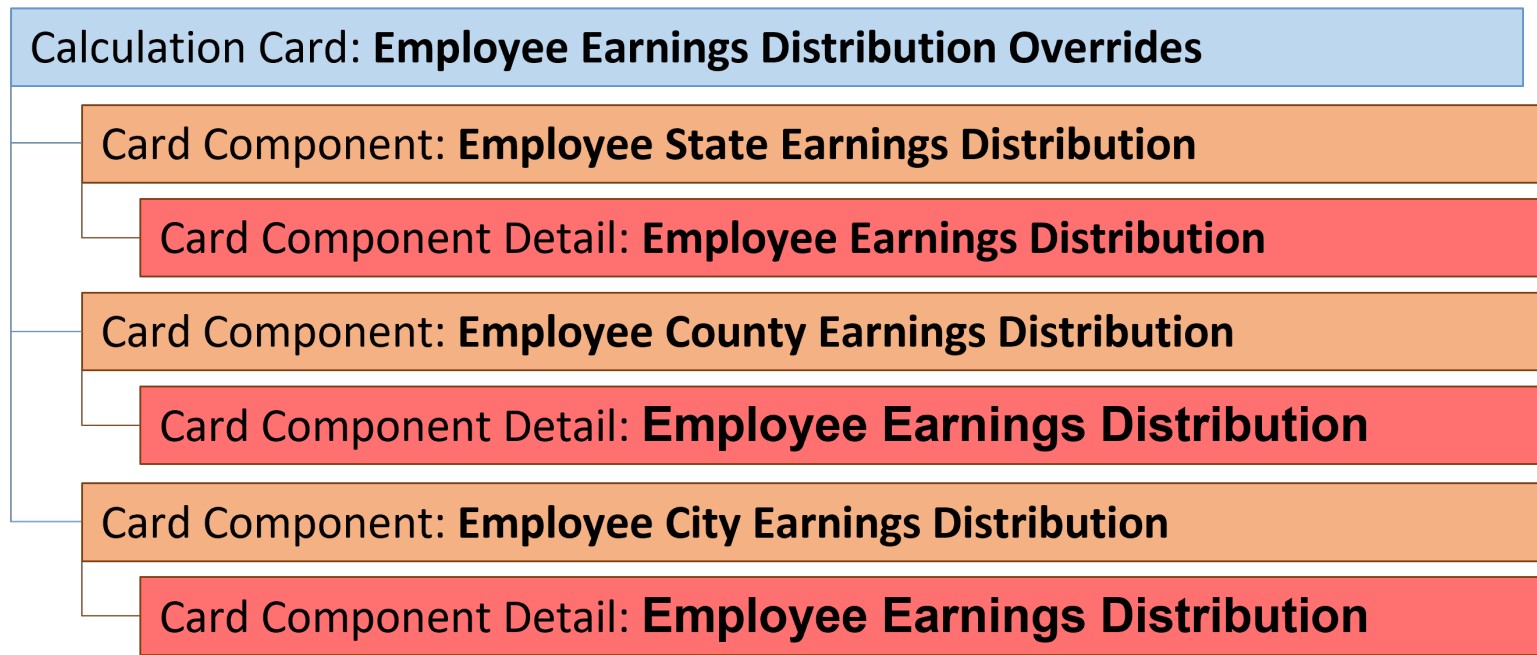 Calculation Card: Employee Earnings Distribution Overrides
Card Component: Employee State Earnings Distribution
Card Component Detail: Employee Earnings Distribution
Card Component: Employee County Earnings Distribution
Card Component Detail: Employee Earnings Distribution
Card Component: Employee City Earnings Distribution
Card Component Detail: Employee Earnings Distribution